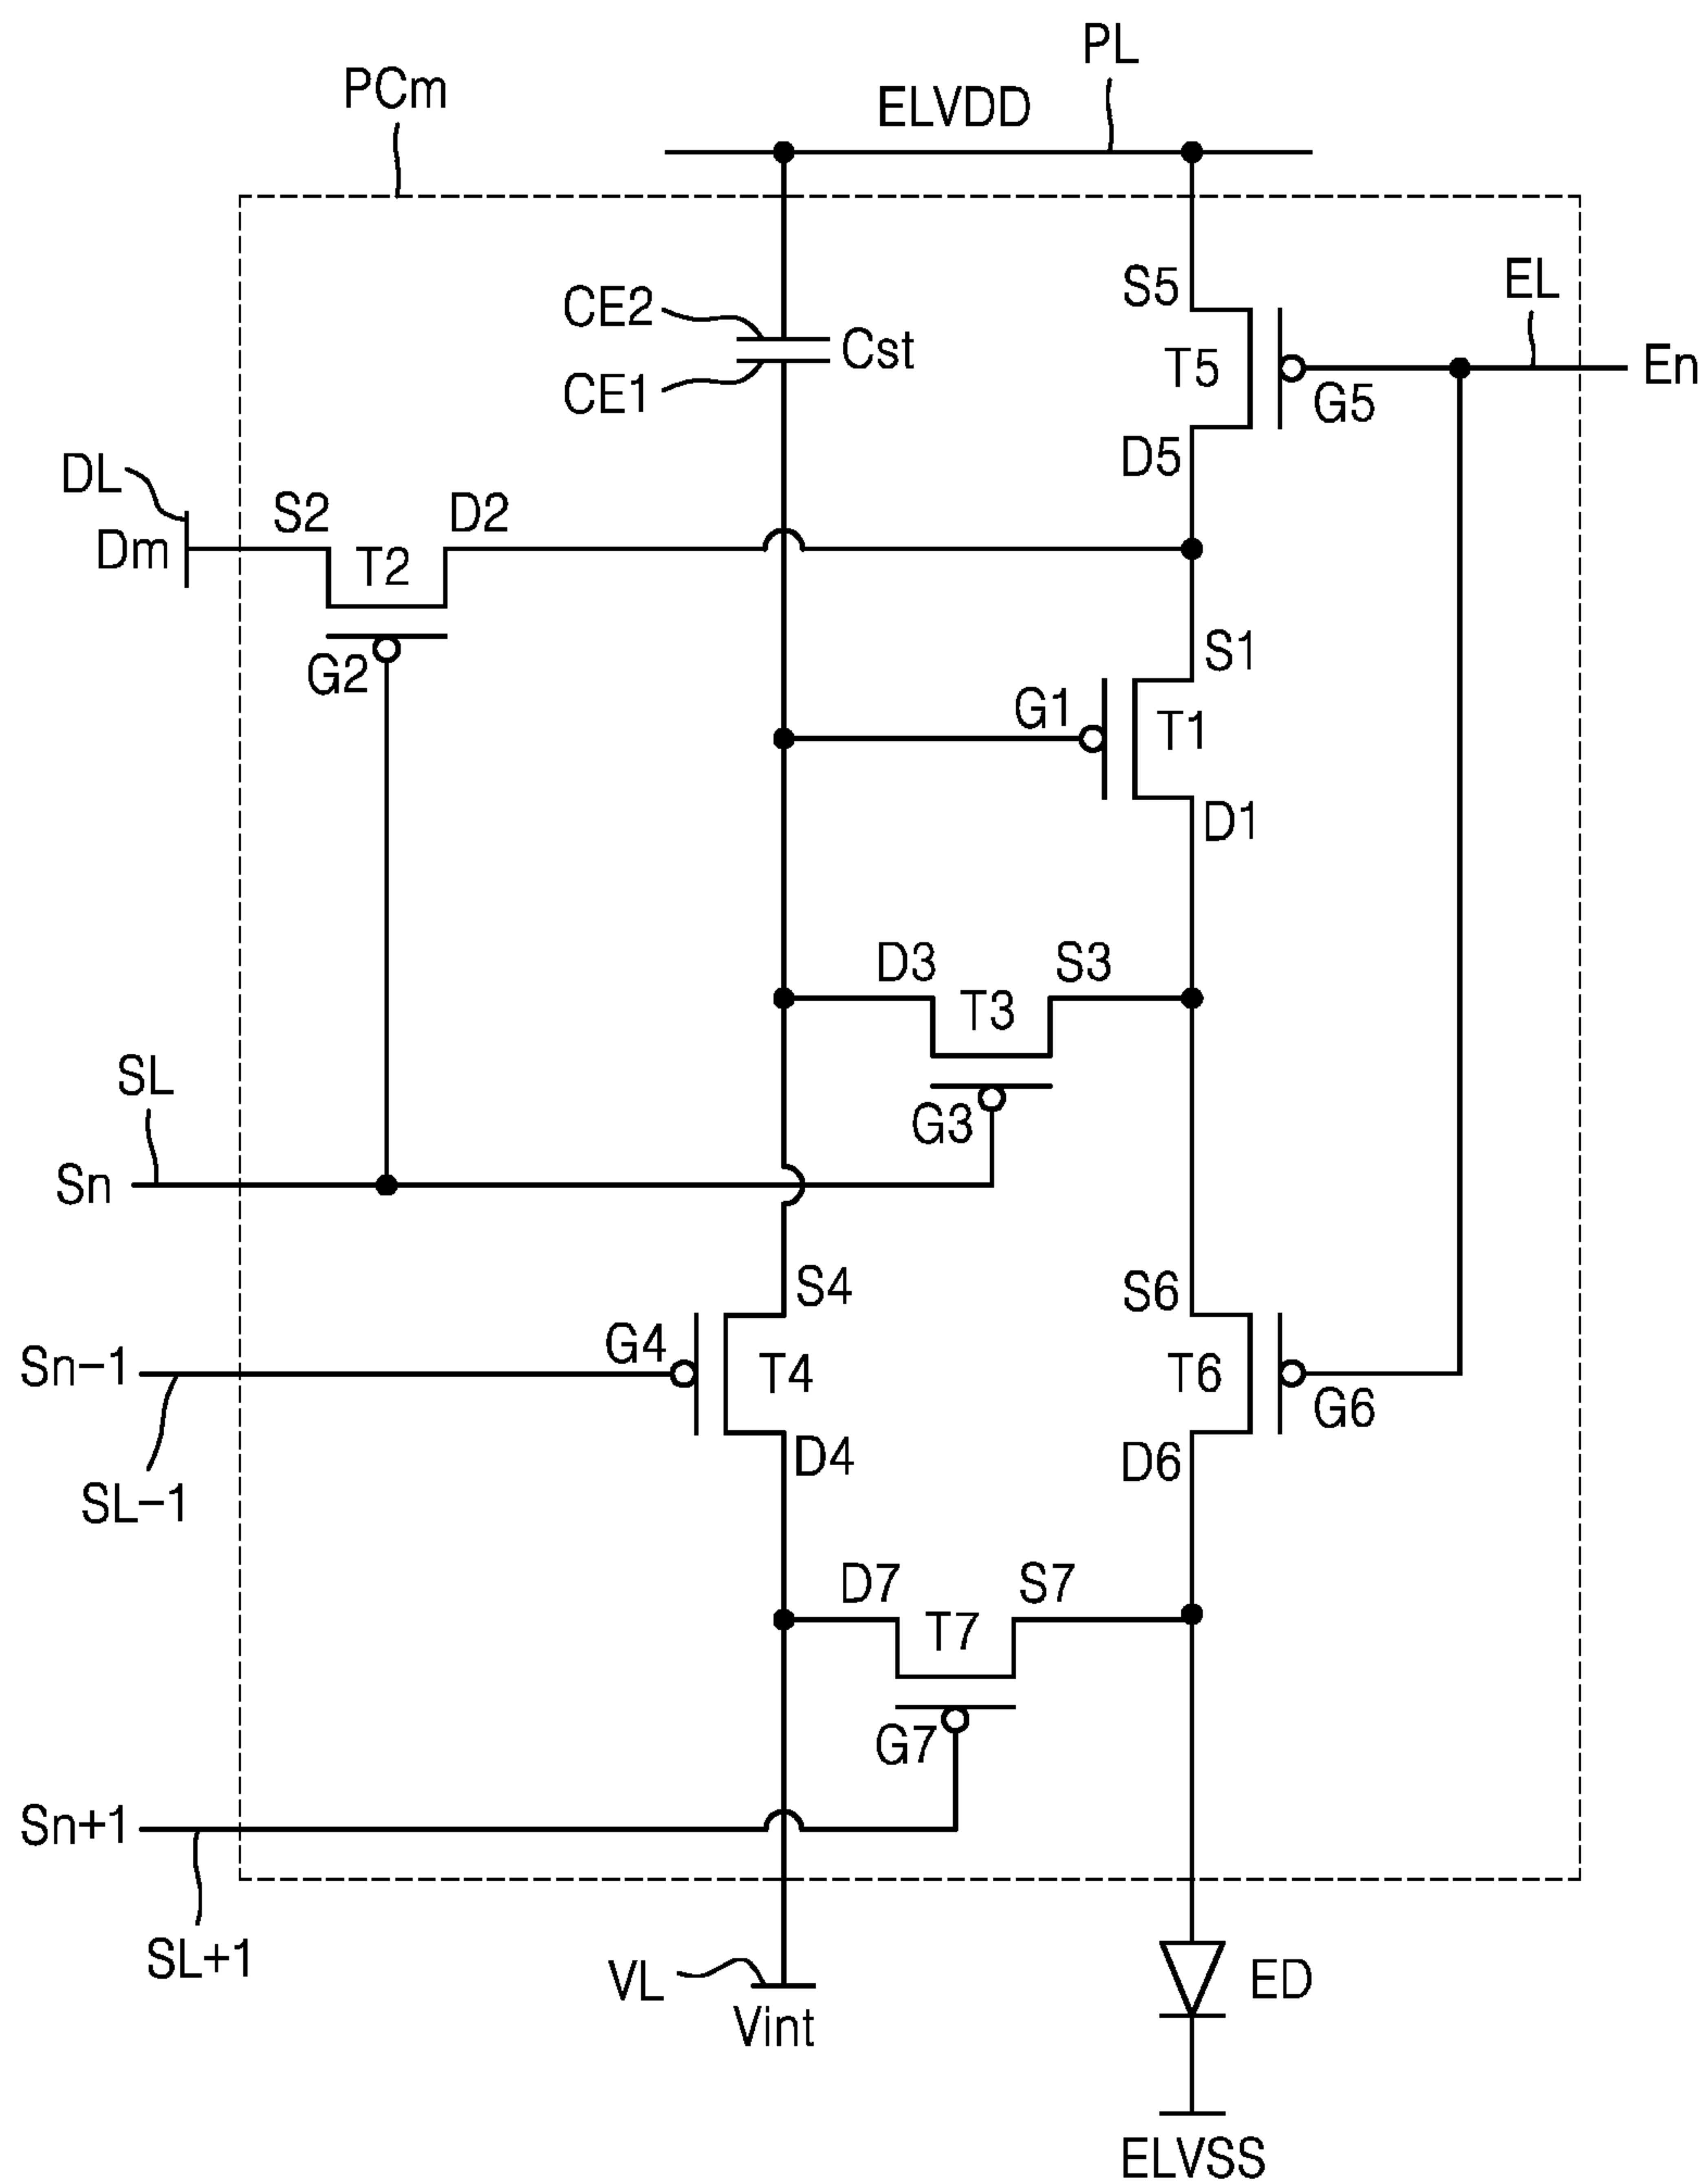 PL
PCm
ELVDD
S5
EL
CE2
Cst
T5
En
CE1
G5
D5
DL
S2
D2
Dm
T2
S1
G2
G1
T1
D1
D3
S3
T3
SL
G3
Sn
S4
S6
G4
Sn-1
T4
T6
G6
D4
D6
SL-1
D7
S7
T7
G7
Sn+1
SL+1
VL
ED
Vint
ELVSS